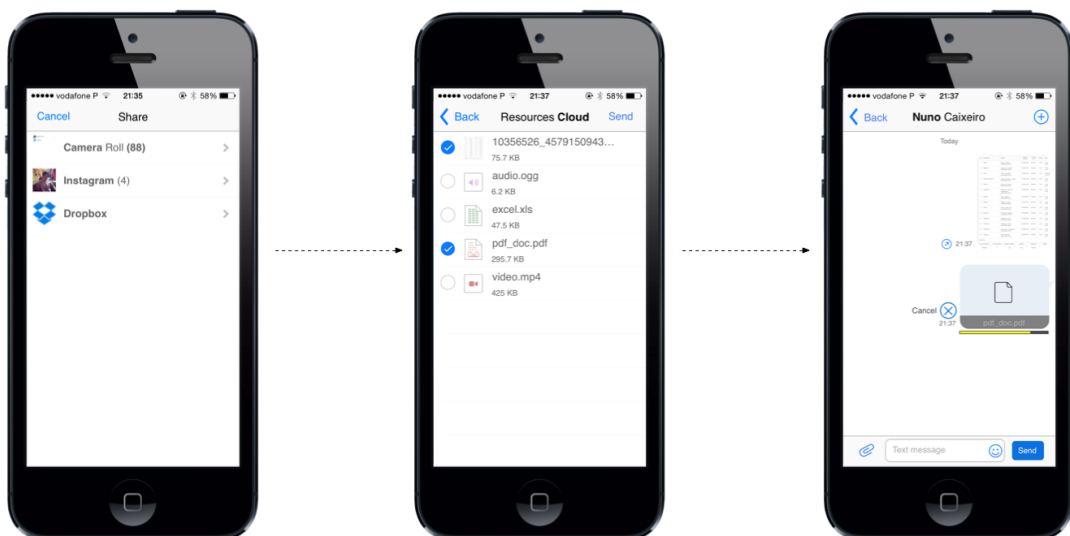 vodafone P 21:35 58%
Cancel Share
Camera Roll (88)
Instagram (4)
Dropbox
vodafone P 21:37 58%
Back Resources Cloud Send
10356526_4579150943...
75.7 KB
audio.ogg
6.2 KB
excel.xls
47.5 KB
pdf_doc.pdf
295.7 KB
video.mp4
425 KB
vodafone P 21:37 58%
Back Nuno Caixeiro
Today
21:37
Cancel
21:37 pdf_doc.pdf
Text message Send